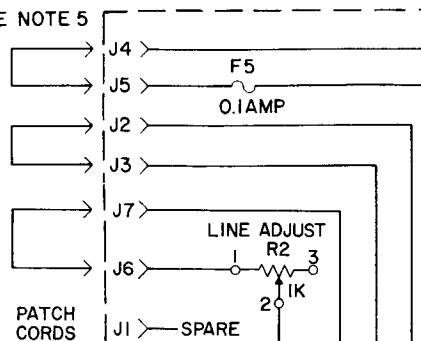 E NOTE 5
J4
F5
J5
0.1AMP
J2
J3
J7
LINE ADJUST
R2
1
3
J6
1K
2
PATCH
CORDS
J1
SPARE